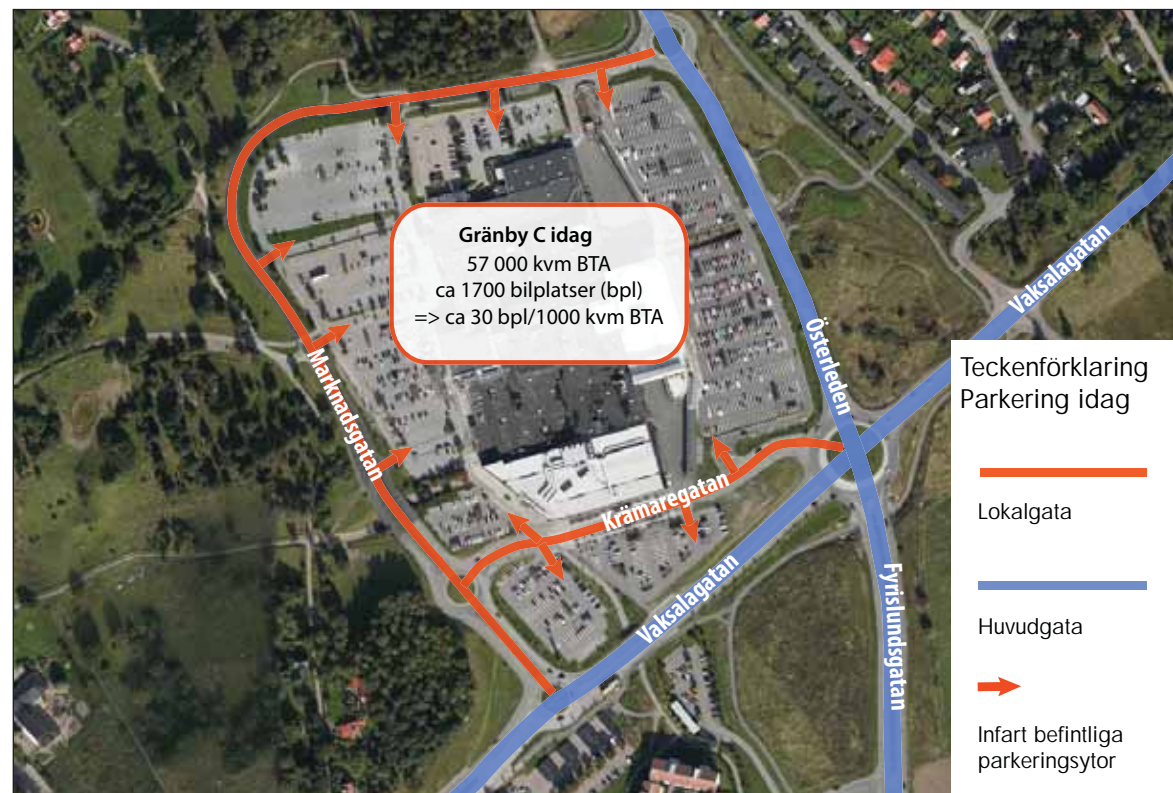 Gränby C idag
57 000 kvm BTA
ca 1700 bilplatser (bpl)
=> ca 30 bpl/1000 kvm BTA
Marknadsgatan
Krämaregatan
Österleden
Vaksalagatan
Vaksalagatan
Fyrislundsgatan
Teckenförklaring
Parkering idag
Lokalgata
Huvudgata
Infart befintliga
parkeringsytor